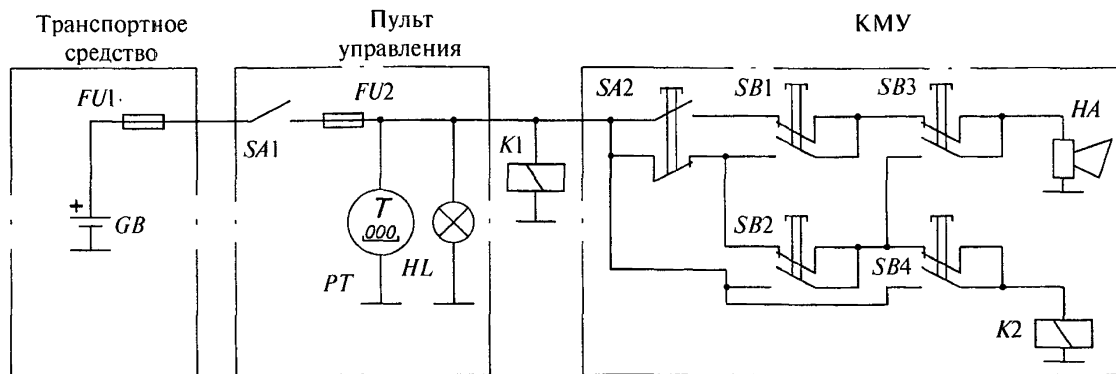 Транспортное
средство
Пульт
управления
КМУ
FU1
SA1
FU2
K1
SA2
SB1
SB3
HA
+
GB
T
000
PT
HL
SB2
SB4
K2